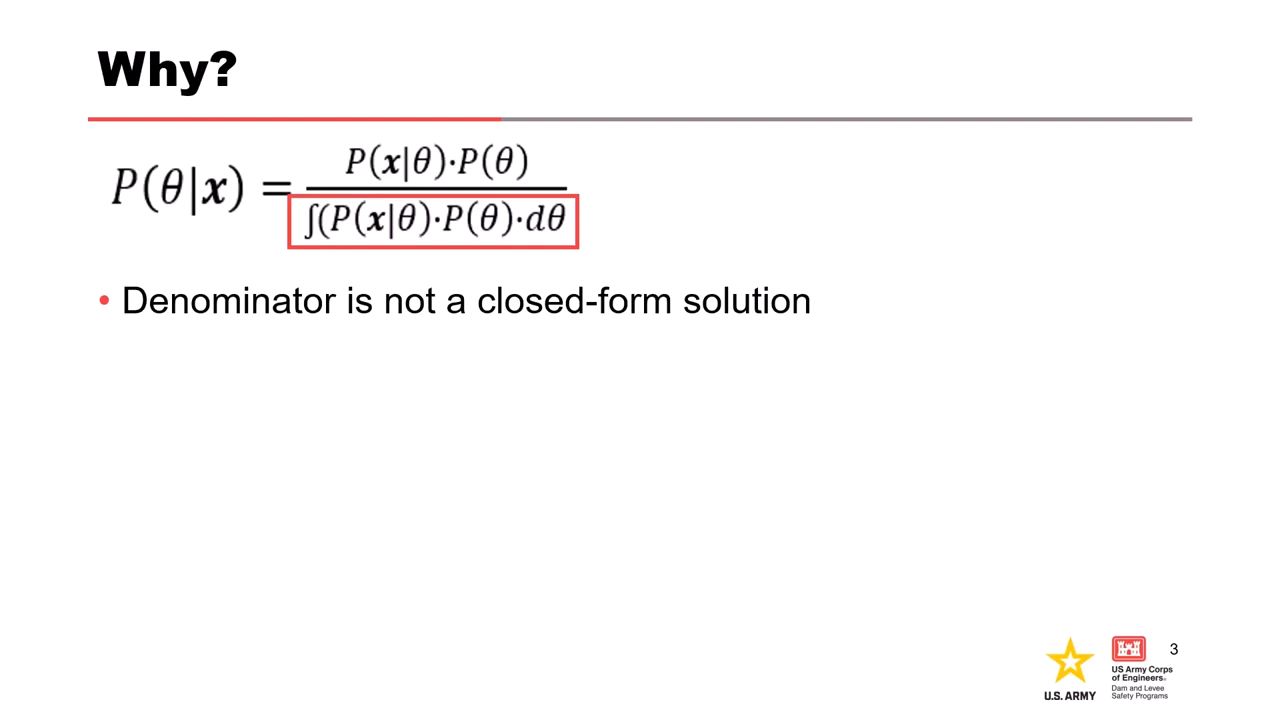 Why?
P(θ|x) = P(x|θ)·P(θ)
∫(P(x|θ)·P(θ)·dθ
• Denominator is not a closed-form solution
3
U.S. ARMY
US Army Corps
of Engineers®
Dam and Levee
Safety Programs